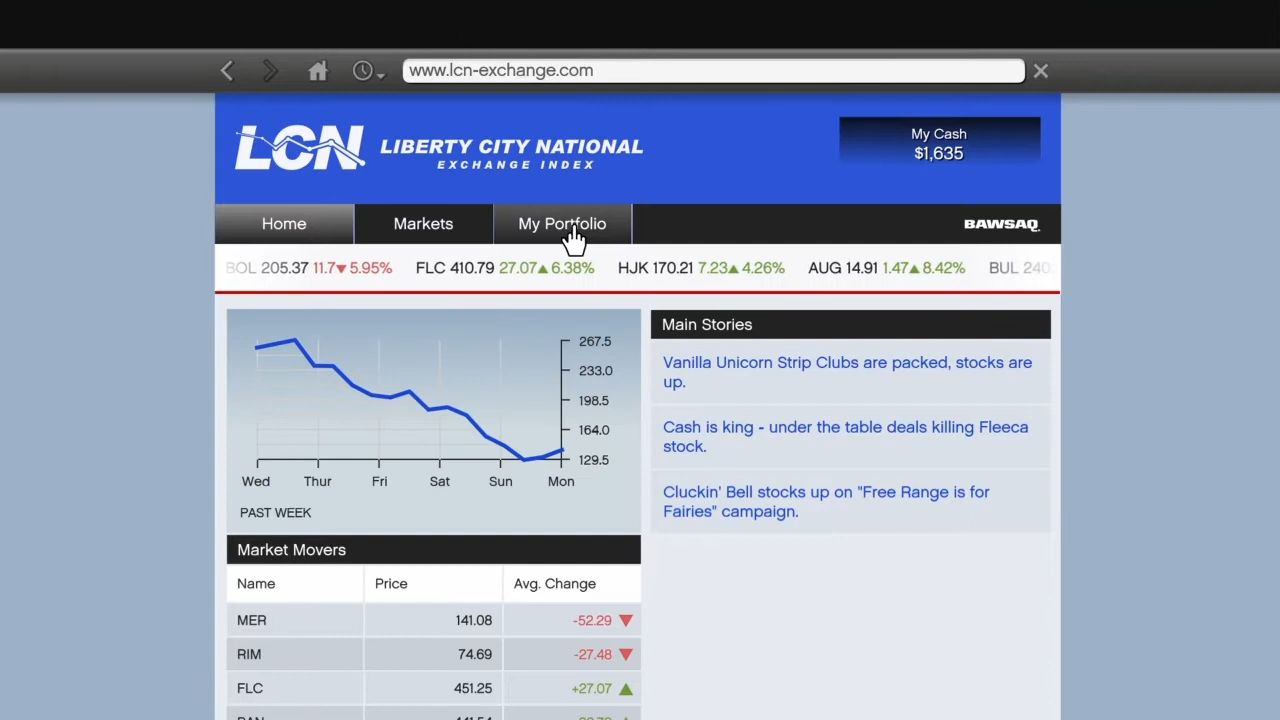 www.lcn-exchange.com
LCN LIBERTY CITY NATIONAL
EXCHANGE INDEX
My Cash
$1,635
Home Markets My Portfolio BAWSAQ
BOL 205.37 11.7▼5.95% FLC 410.79 27.07▲6.38% HJK 170.21 7.23▲4.26% AUG 14.91 1.47▲8.42% BUL 240
267.5
233.0
198.5
164.0
129.5
Wed Thur Fri Sat Sun Mon
PAST WEEK
Main Stories
Vanilla Unicorn Strip Clubs are packed, stocks are
up.
Cash is king - under the table deals killing Fleeca
stock.
Cluckin' Bell stocks up on "Free Range is for
Fairies" campaign.
Market Movers
Name Price Avg. Change
MER 141.08 -52.29 ▼
RIM 74.69 -27.48 ▼
FLC 451.25 +27.07 ▲